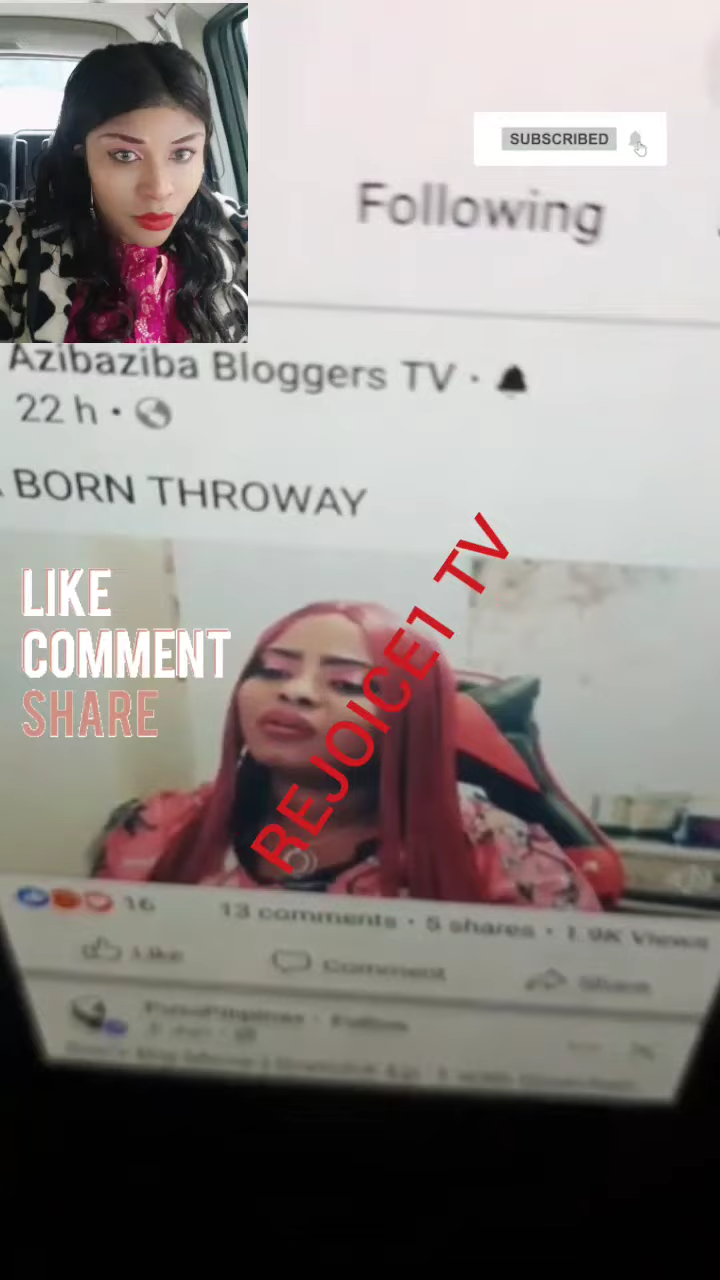 SUBSCRIBED
Following
Azibaziba Bloggers TV ·
22 h ·
BORN THROWAY
LIKE
COMMENT
SHARE
REJOICE1 TV
16
13 comments · 5 shares · 1.9K Views
Like
Comment
Share
Follow